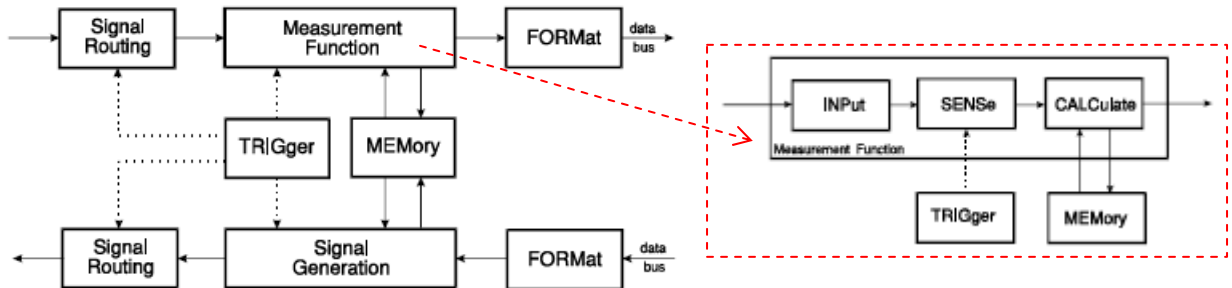 Signal
Routing
Measurement
Function
FORMat
data
bus
TRIGger
MEMory
Signal
Routing
Signal
Generation
FORMat
data
bus
INPut
SENSe
CALCulate
Measurement Function
TRIGger
MEMory